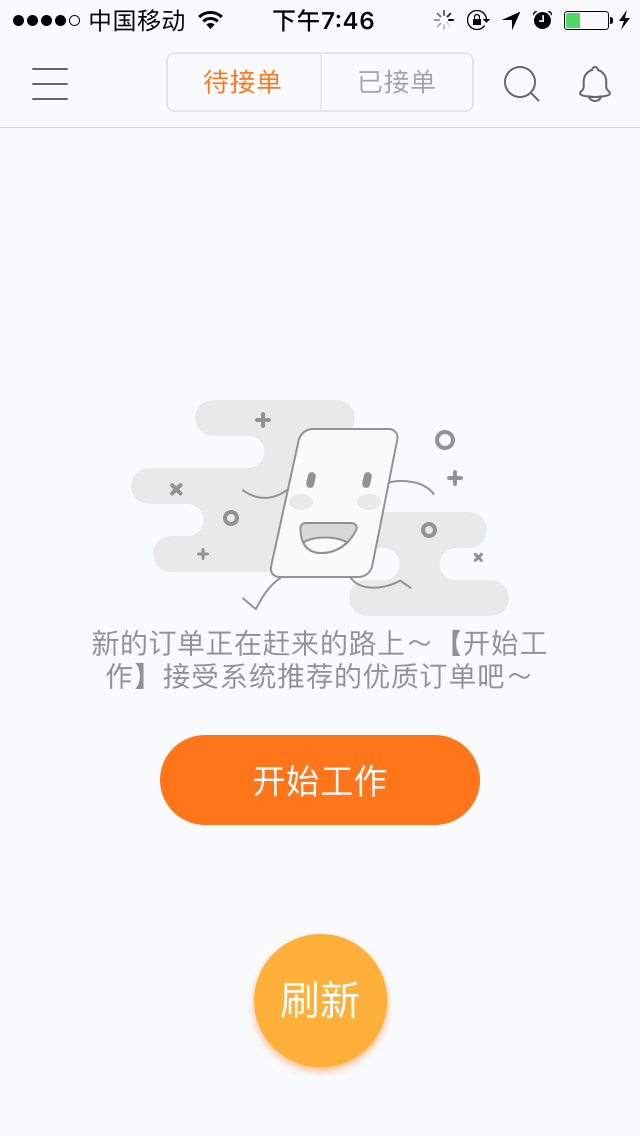 中国移动 下午7:46
待接单 已接单
新的订单正在赶来的路上～【开始工
作】接受系统推荐的优质订单吧～
开始工作
刷新